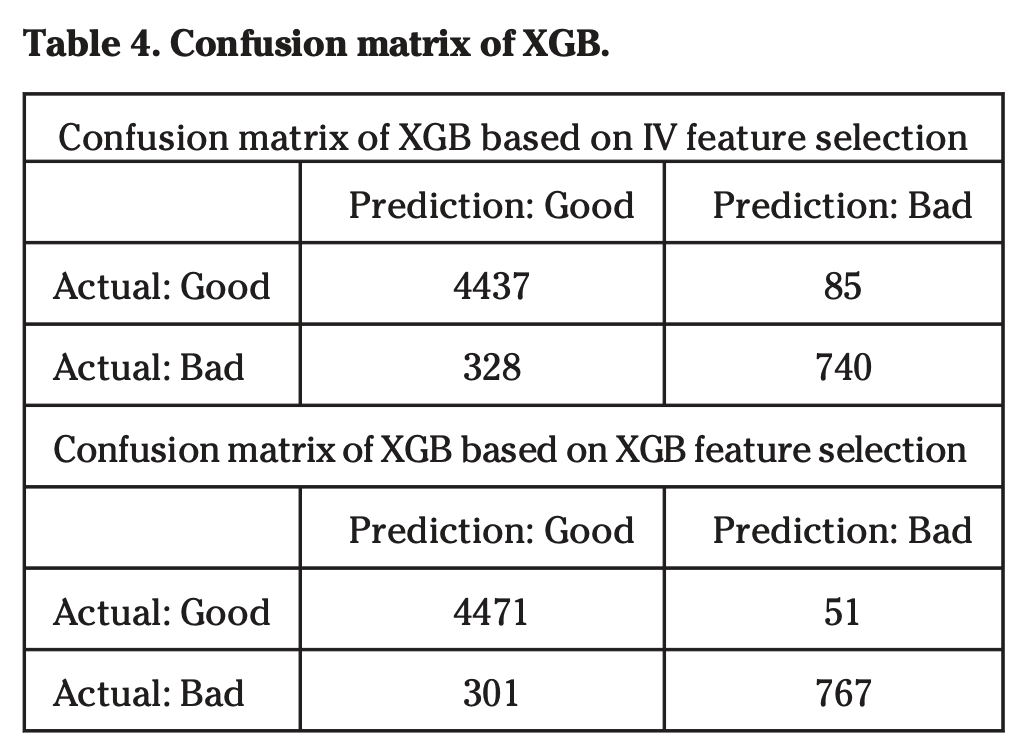 Table 4. Confusion matrix of XGB.
Confusion matrix of XGB based on IV feature selection
Prediction: Good Prediction: Bad
Actual: Good 4437 85
Actual: Bad 328 740
Confusion matrix of XGB based on XGB feature selection
Prediction: Good Prediction: Bad
Actual: Good 4471 51
Actual: Bad 301 767